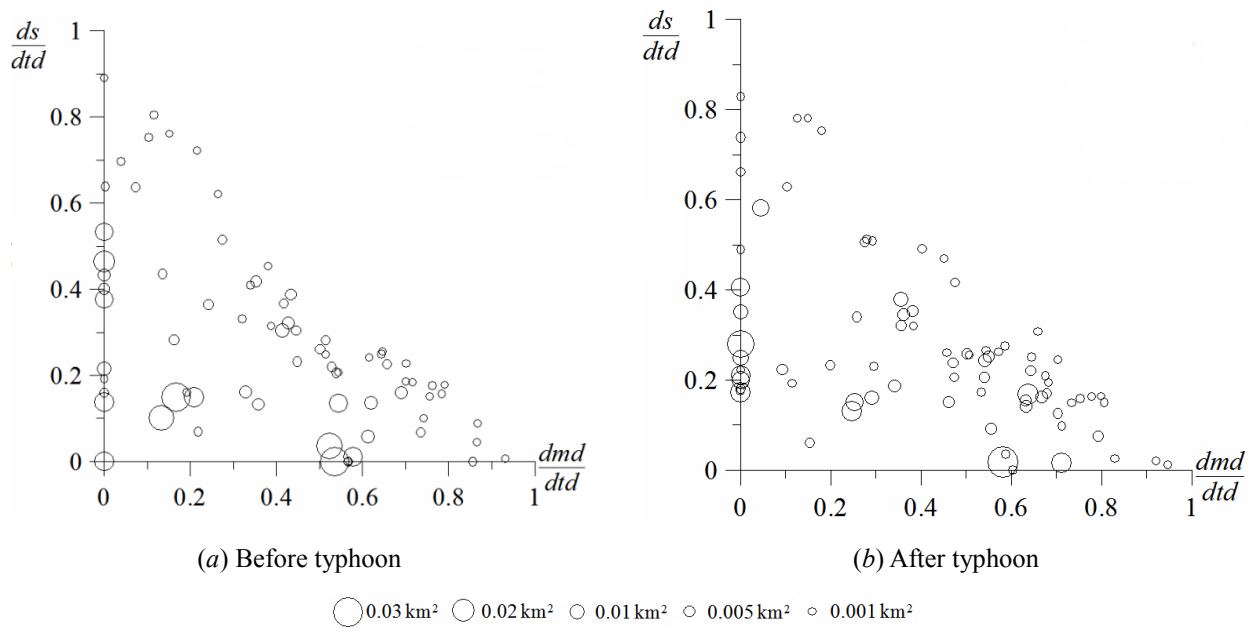 ds
dtd
1
0.8
0.6
0.4
0.2
0
0 0.2 0.4 0.6 0.8 1
dmd
dtd
(a) Before typhoon
ds
dtd
1
0.8
0.6
0.4
0.2
0
0 0.2 0.4 0.6 0.8 1
dmd
dtd
(b) After typhoon
0.03 km² 0.02 km² 0.01 km² 0.005 km² 0.001 km²